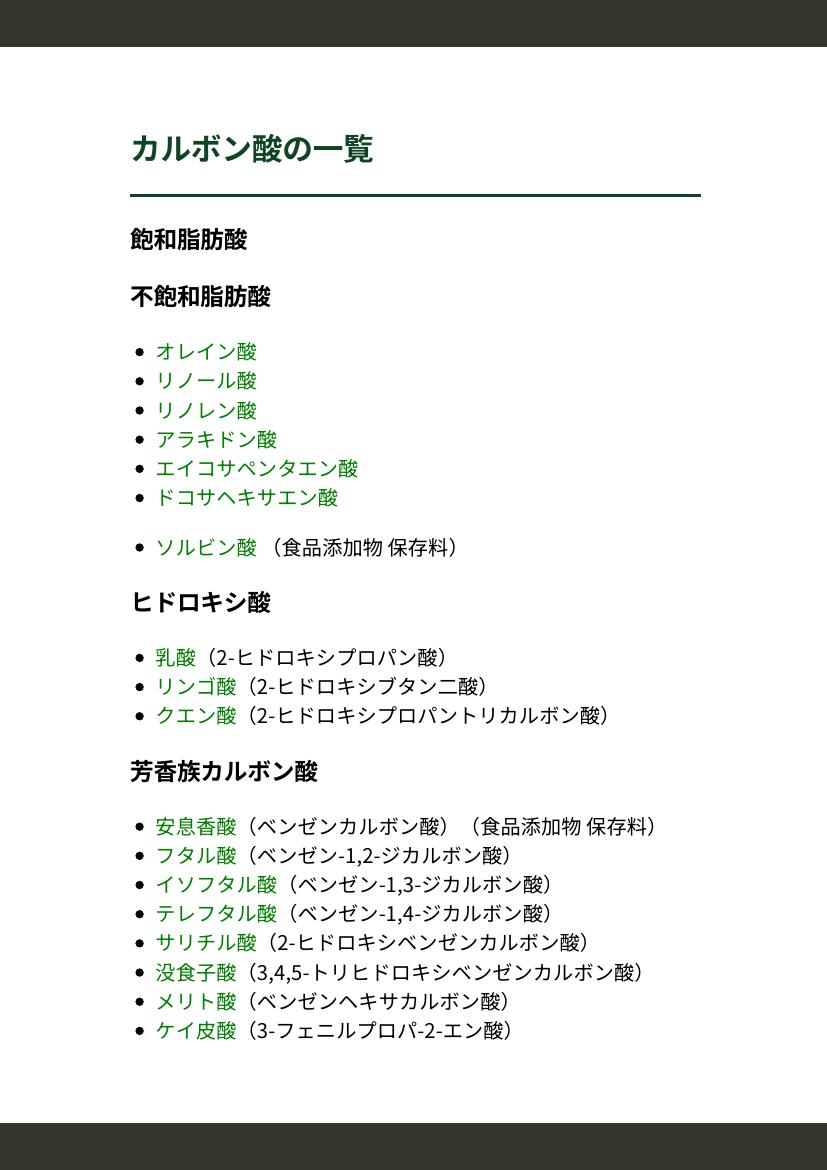 カルボン酸の一覧
飽和脂肪酸
不飽和脂肪酸
• オレイン酸
• リノール酸
• リノレン酸
• アラキドン酸
• エイコサペンタエン酸
• ドコサヘキサエン酸
• ソルビン酸 （食品添加物 保存料）
ヒドロキシ酸
• 乳酸（2-ヒドロキシプロパン酸）
• リンゴ酸（2-ヒドロキシブタン二酸）
• クエン酸（2-ヒドロキシプロパントリカルボン酸）
芳香族カルボン酸
• 安息香酸（ベンゼンカルボン酸）（食品添加物 保存料）
• フタル酸（ベンゼン-1,2-ジカルボン酸）
• イソフタル酸（ベンゼン-1,3-ジカルボン酸）
• テレフタル酸（ベンゼン-1,4-ジカルボン酸）
• サリチル酸（2-ヒドロキシベンゼンカルボン酸）
• 没食子酸（3,4,5-トリヒドロキシベンゼンカルボン酸）
• メリト酸（ベンゼンヘキサカルボン酸）
• ケイ皮酸（3-フェニルプロパ-2-エン酸）